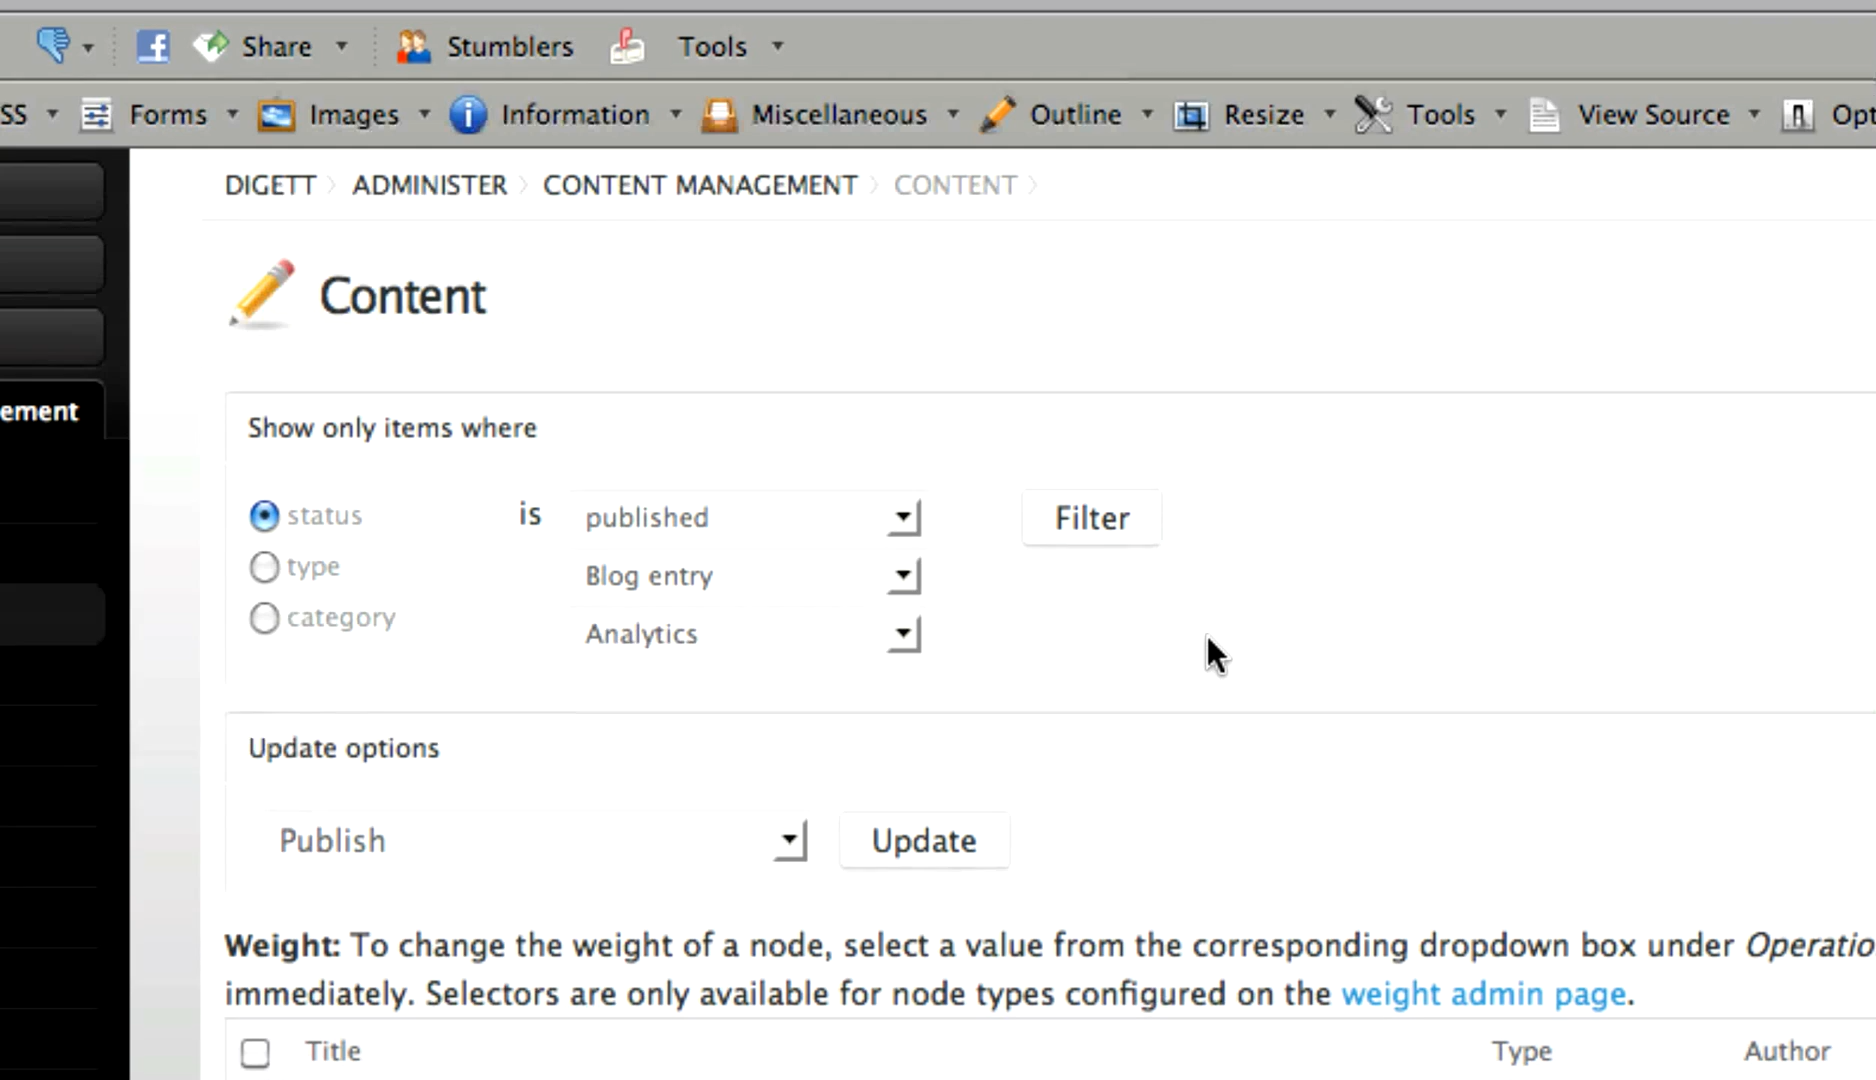 Share Stumblers Tools
SS Forms Images Information Miscellaneous Outline Resize Tools View Source Opt
DIGETT ADMINISTER CONTENT MANAGEMENT CONTENT
Content
ement
Show only items where
status is published Filter
type Blog entry
category Analytics
Update options
Publish Update
Weight: To change the weight of a node, select a value from the corresponding dropdown box under Operatio
immediately. Selectors are only available for node types configured on the weight admin page.
Title Type Author